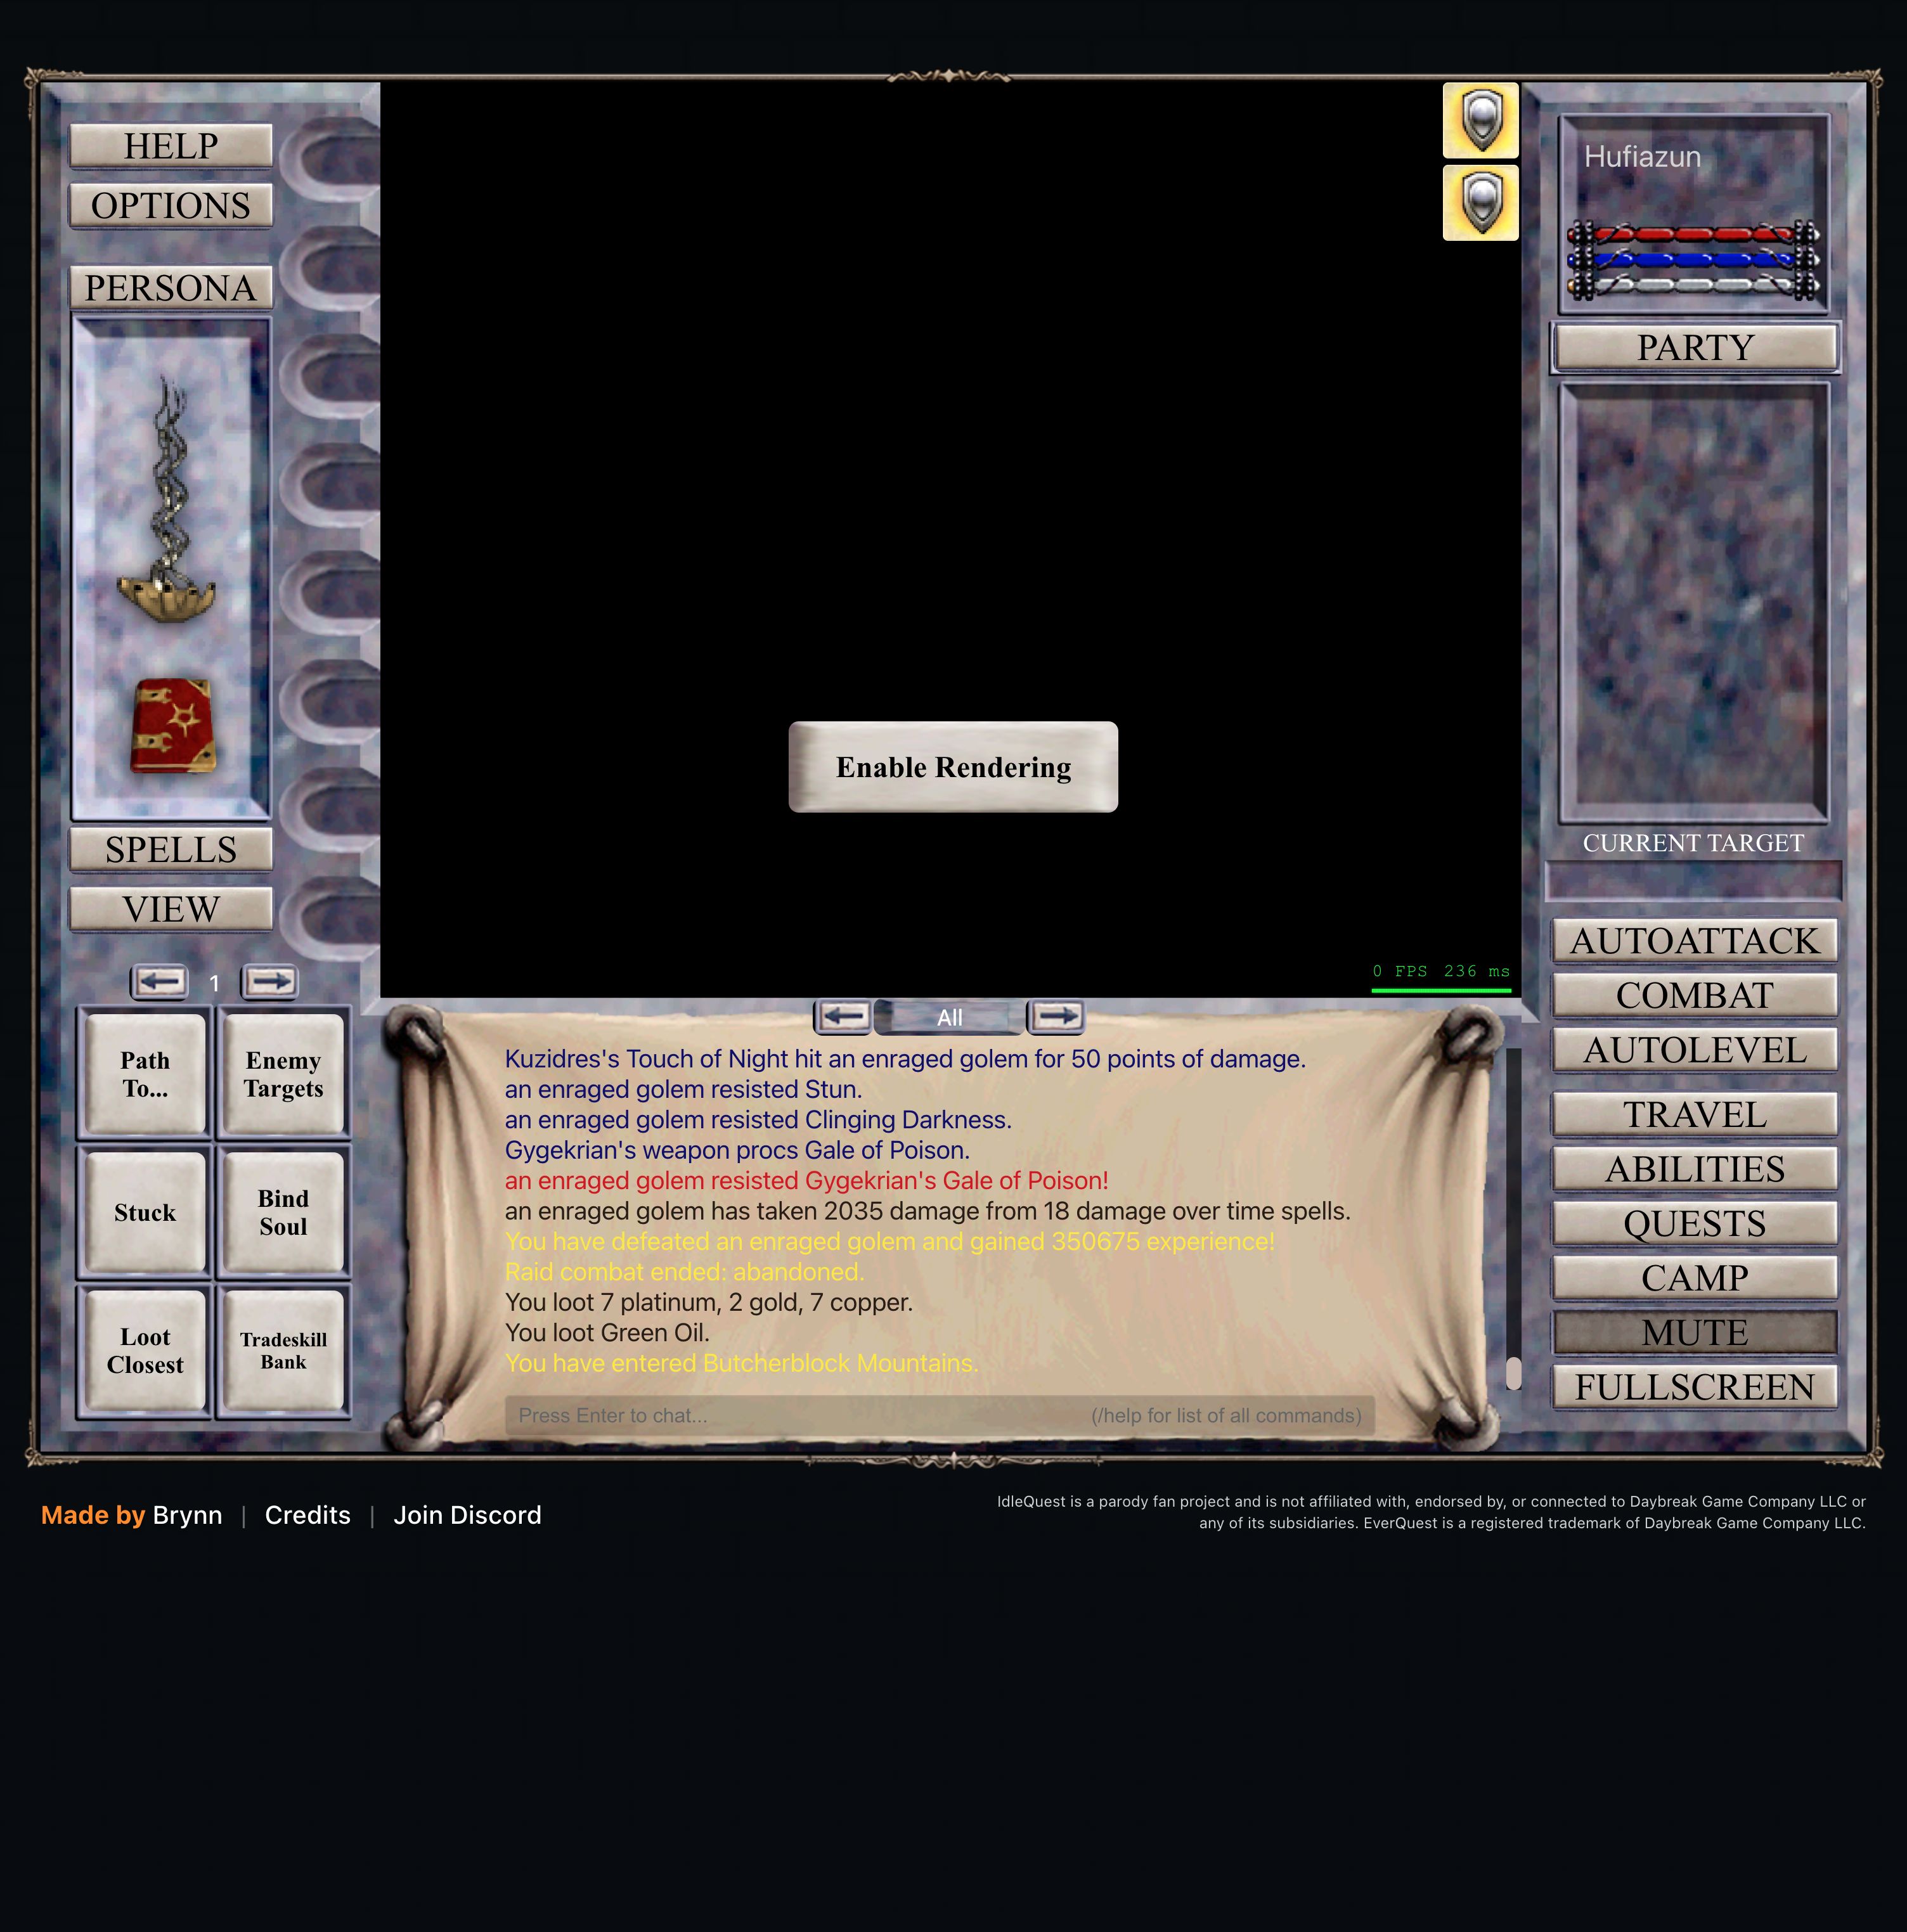 HELP
OPTIONS
PERSONA
SPELLS
VIEW
1
Path
To...
Enemy
Targets
Stuck
Bind
Soul
Loot
Closest
Tradeskill
Bank
Enable Rendering
0 FPS 236 ms
All
Kuzidres's Touch of Night hit an enraged golem for 50 points of damage.
an enraged golem resisted Stun.
an enraged golem resisted Clinging Darkness.
Gygekrian's weapon procs Gale of Poison.
an enraged golem resisted Gygekrian's Gale of Poison!
an enraged golem has taken 2035 damage from 18 damage over time spells.
You have defeated an enraged golem and gained 350675 experience!
Raid combat ended: abandoned.
You loot 7 platinum, 2 gold, 7 copper.
You loot Green Oil.
You have entered Butcherblock Mountains.
Press Enter to chat... (/help for list of all commands)
Hufiazun
PARTY
CURRENT TARGET
AUTOATTACK
COMBAT
AUTOLEVEL
TRAVEL
ABILITIES
QUESTS
CAMP
MUTE
FULLSCREEN
Made by Brynn | Credits | Join Discord
IdleQuest is a parody fan project and is not affiliated with, endorsed by, or connected to Daybreak Game Company LLC or
any of its subsidiaries. EverQuest is a registered trademark of Daybreak Game Company LLC.